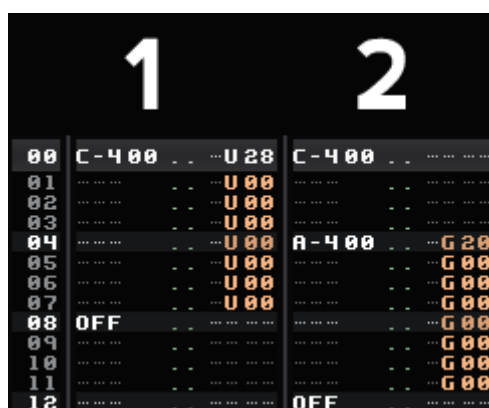 1 2
00 C-400 .. ···U28 C-400 .. ··· ··· ···
01 ··· ··· ··· .. ···U00 ··· ··· ··· .. ··· ··· ···
02 ··· ··· ··· .. ···U00 ··· ··· ··· .. ··· ··· ···
03 ··· ··· ··· .. ···U00 ··· ··· ··· .. ··· ··· ···
04 ··· ··· ··· .. ···U00 A-400 .. ···G20
05 ··· ··· ··· .. ···U00 ··· ··· ··· .. ···G00
06 ··· ··· ··· .. ···U00 ··· ··· ··· .. ···G00
07 ··· ··· ··· .. ···U00 ··· ··· ··· .. ···G00
08 OFF .. ··· ··· ··· ··· ··· ··· .. ···G00
09 ··· ··· ··· .. ··· ··· ··· ··· ··· ··· .. ···G00
10 ··· ··· ··· .. ··· ··· ··· ··· ··· ··· .. ···G00
11 ··· ··· ··· .. ··· ··· ··· ··· ··· ··· .. ···G00
12 ··· ··· ··· .. ··· ··· ··· OFF .. ··· ··· ···